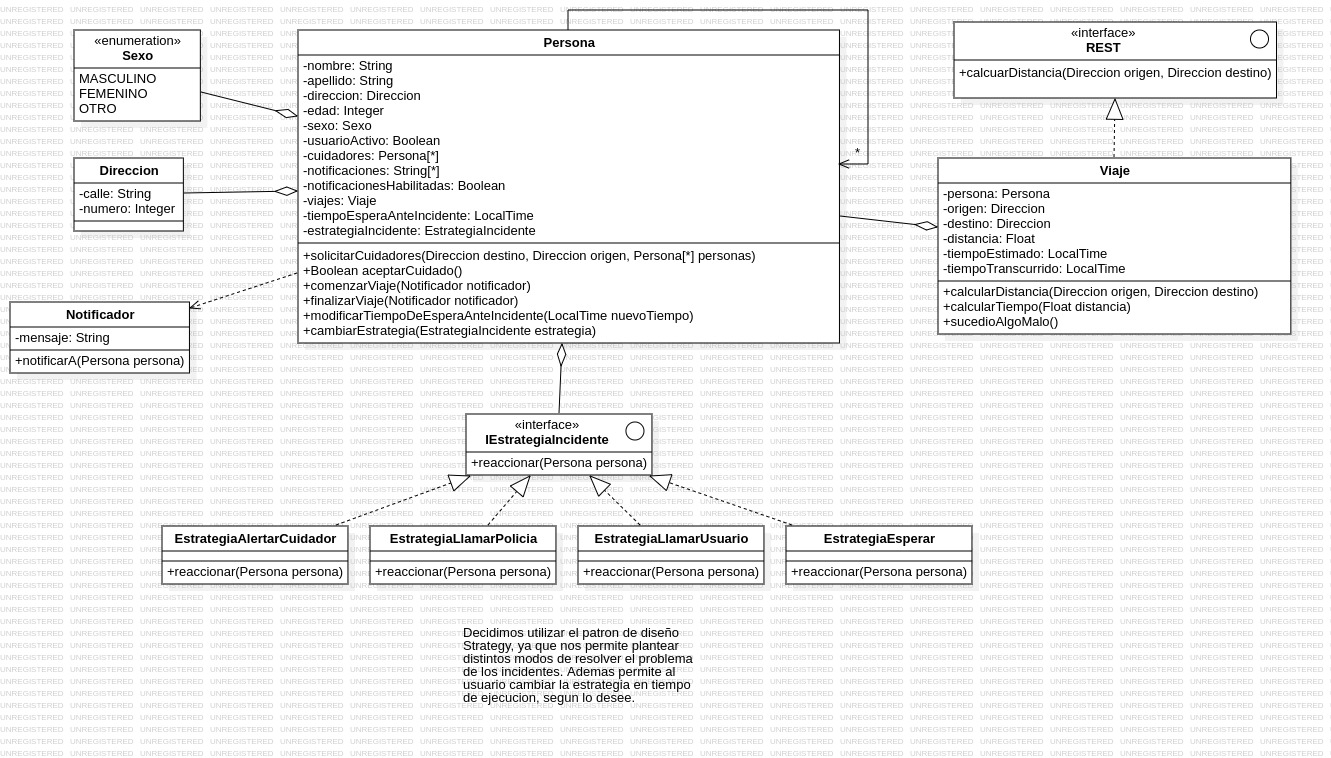 «enumeration»
Sexo
MASCULINO
FEMENINO
OTRO
Direccion
-calle: String
-numero: Integer
Notificador
-mensaje: String
+notificarA(Persona persona)
Persona
-nombre: String
-apellido: String
-direccion: Direccion
-edad: Integer
-sexo: Sexo
-usuarioActivo: Boolean
-cuidadores: Persona[*]
-notificaciones: String[*]
-notificacionesHabilitadas: Boolean
-viajes: Viaje
-tiempoEsperaAnteIncidente: LocalTime
-estrategiaIncidente: EstrategiaIncidente
+solicitarCuidadores(Direccion destino, Direccion origen, Persona[*] personas)
+Boolean aceptarCuidado()
+comenzarViaje(Notificador notificador)
+finalizarViaje(Notificador notificador)
+modificarTiempoDeEsperaAnteIncidente(LocalTime nuevoTiempo)
+cambiarEstrategia(EstrategiaIncidente estrategia)
*
«interface»
REST
+calcuarDistancia(Direccion origen, Direccion destino)
Viaje
-persona: Persona
-origen: Direccion
-destino: Direccion
-distancia: Float
-tiempoEstimado: LocalTime
-tiempoTranscurrido: LocalTime
+calcularDistancia(Direccion origen, Direccion destino)
+calcularTiempo(Float distancia)
+sucedioAlgoMalo()
«interface»
IEstrategiaIncidente
+reaccionar(Persona persona)
EstrategiaAlertarCuidador
+reaccionar(Persona persona)
EstrategiaLlamarPolicia
+reaccionar(Persona persona)
EstrategiaLlamarUsuario
+reaccionar(Persona persona)
EstrategiaEsperar
+reaccionar(Persona persona)
Decidimos utilizar el patron de diseño
Strategy, ya que nos permite plantear
distintos modos de resolver el problema
de los incidentes. Ademas permite al
usuario cambiar la estrategia en tiempo
de ejecucion, segun lo desee.
UNREGISTERED